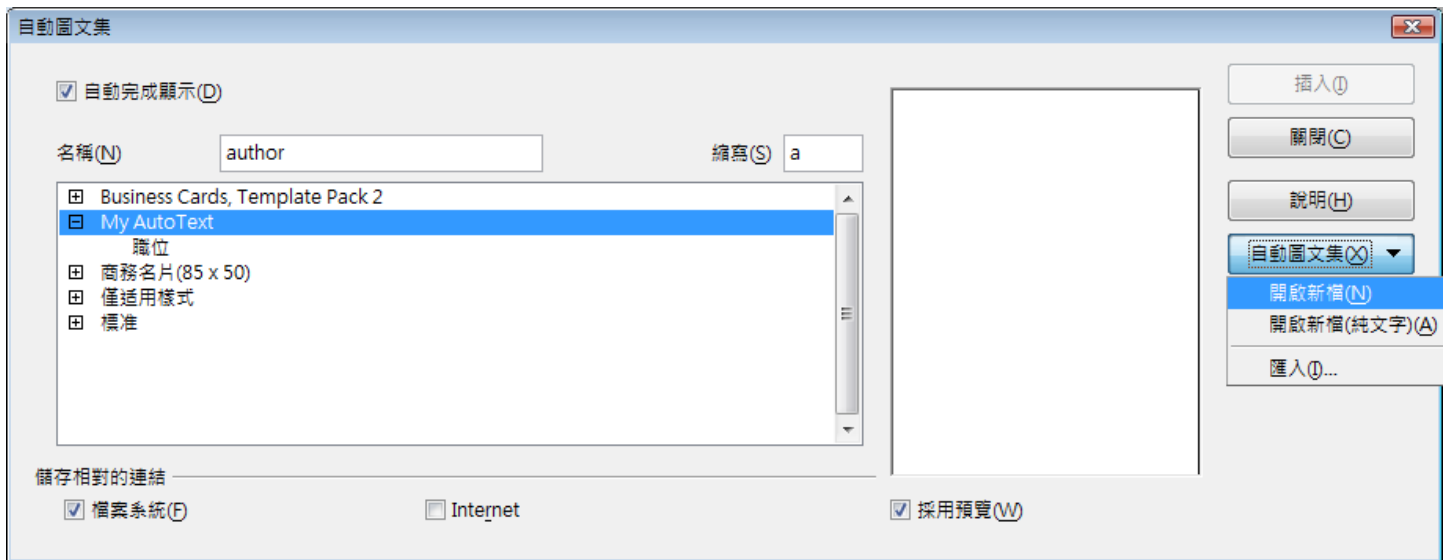 自動圖文集
自動完成顯示(D)
名稱(N) author 縮寫(S) a
Business Cards, Template Pack 2
My AutoText
職位
商務名片(85 x 50)
僅适用樣式
標准
儲存相對的連結
檔案系統(F) Internet 採用預覽(W)
插入(I)
關閉(C)
說明(H)
自動圖文集(X)
開啟新檔(N)
開啟新檔(純文字)(A)
匯入(I)...